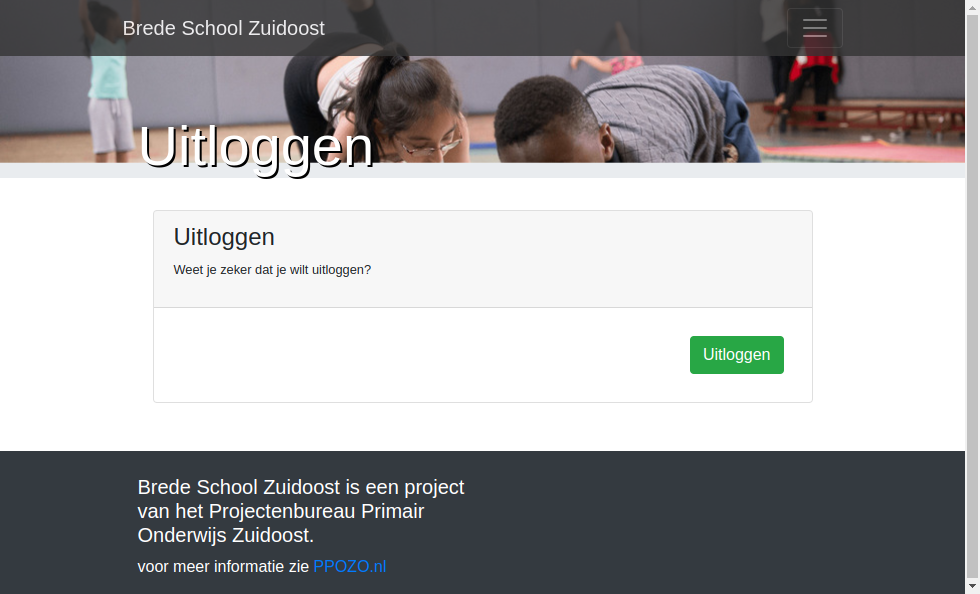 Brede School Zuidoost
Uitloggen
Uitloggen
Weet je zeker dat je wilt uitloggen?
Uitloggen
Brede School Zuidoost is een project
van het Projectenbureau Primair
Onderwijs Zuidoost.
voor meer informatie zie PPOZO.nl